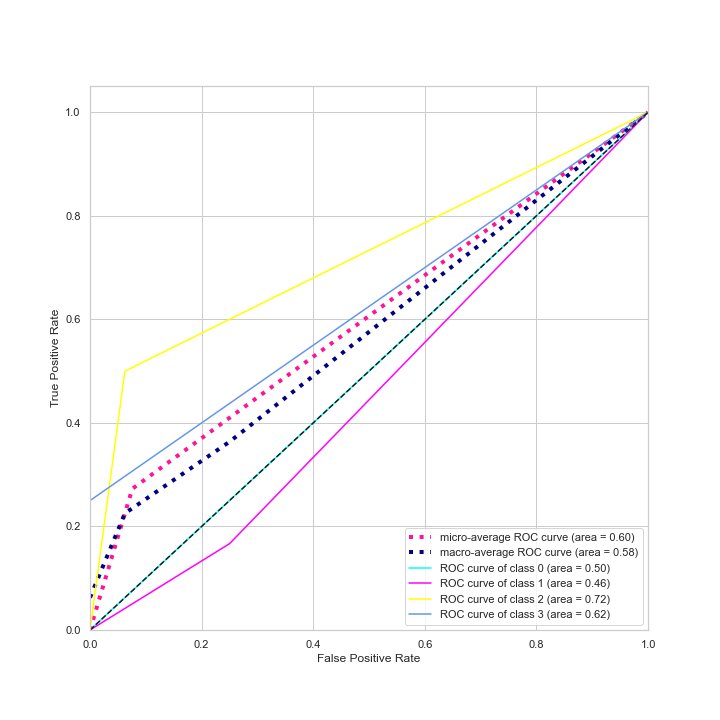 1.0
0.8
0.6
0.4
0.2
0.0
True Positive Rate
micro-average ROC curve (area = 0.60)
macro-average ROC curve (area = 0.58)
ROC curve of class 0 (area = 0.50)
ROC curve of class 1 (area = 0.46)
ROC curve of class 2 (area = 0.72)
ROC curve of class 3 (area = 0.62)
0.0 0.2 0.4 0.6 0.8 1.0
False Positive Rate